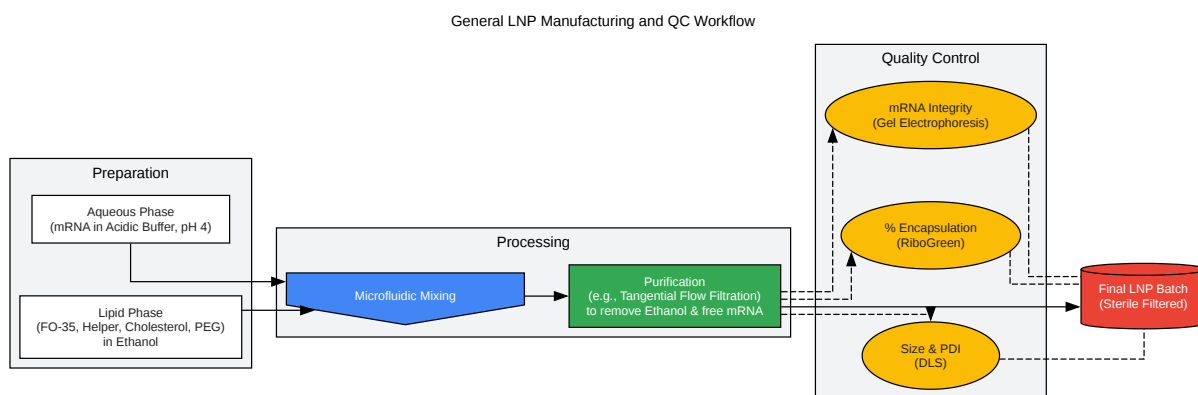 General LNP Manufacturing and QC Workflow
Preparation
Aqueous Phase
(mRNA in Acidic Buffer, pH 4)
Lipid Phase
(FO-35, Helper, Cholesterol, PEG)
in Ethanol
Processing
Microfluidic Mixing
Purification
(e.g., Tangential Flow Filtration)
to remove Ethanol & free mRNA
Quality Control
mRNA Integrity
(Gel Electrophoresis)
% Encapsulation
(RiboGreen)
Size & PDI
(DLS)
Final LNP Batch
(Sterile Filtered)